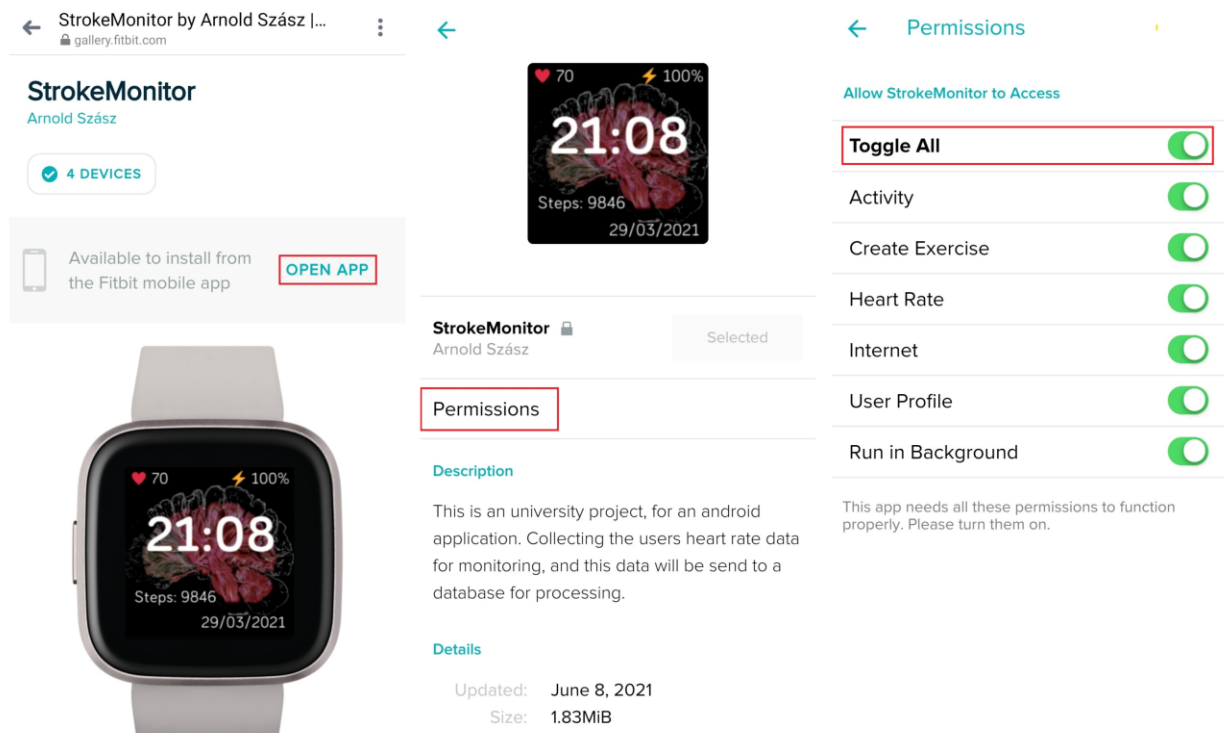 StrokeMonitor by Arnold Szász |...
gallery.fitbit.com
StrokeMonitor
Arnold Szász
4 DEVICES
Available to install from
the Fitbit mobile app
OPEN APP
70
100%
21:08
Steps: 9846
29/03/2021
70
100%
21:08
Steps: 9846
29/03/2021
StrokeMonitor
Arnold Szász
Selected
Permissions
Description
This is an university project, for an android
application. Collecting the users heart rate data
for monitoring, and this data will be send to a
database for processing.
Details
Updated: June 8, 2021
Size: 1.83MiB
Permissions
Allow StrokeMonitor to Access
Toggle All
Activity
Create Exercise
Heart Rate
Internet
User Profile
Run in Background
This app needs all these permissions to function
properly. Please turn them on.